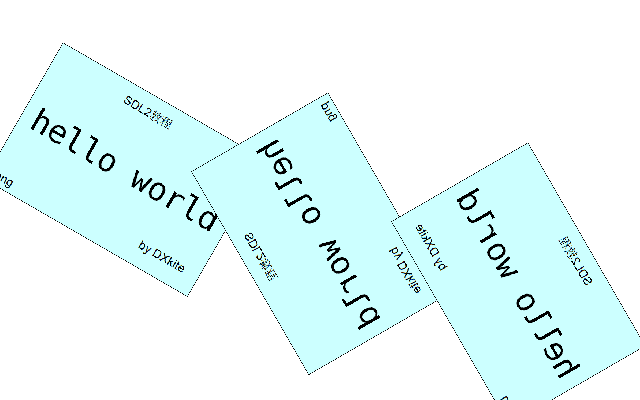 SDL2教程
hello world
ng
by DXkite
png
hello world
SDL2教程
by DXkite
SDL2教程
hello world
by DXkite